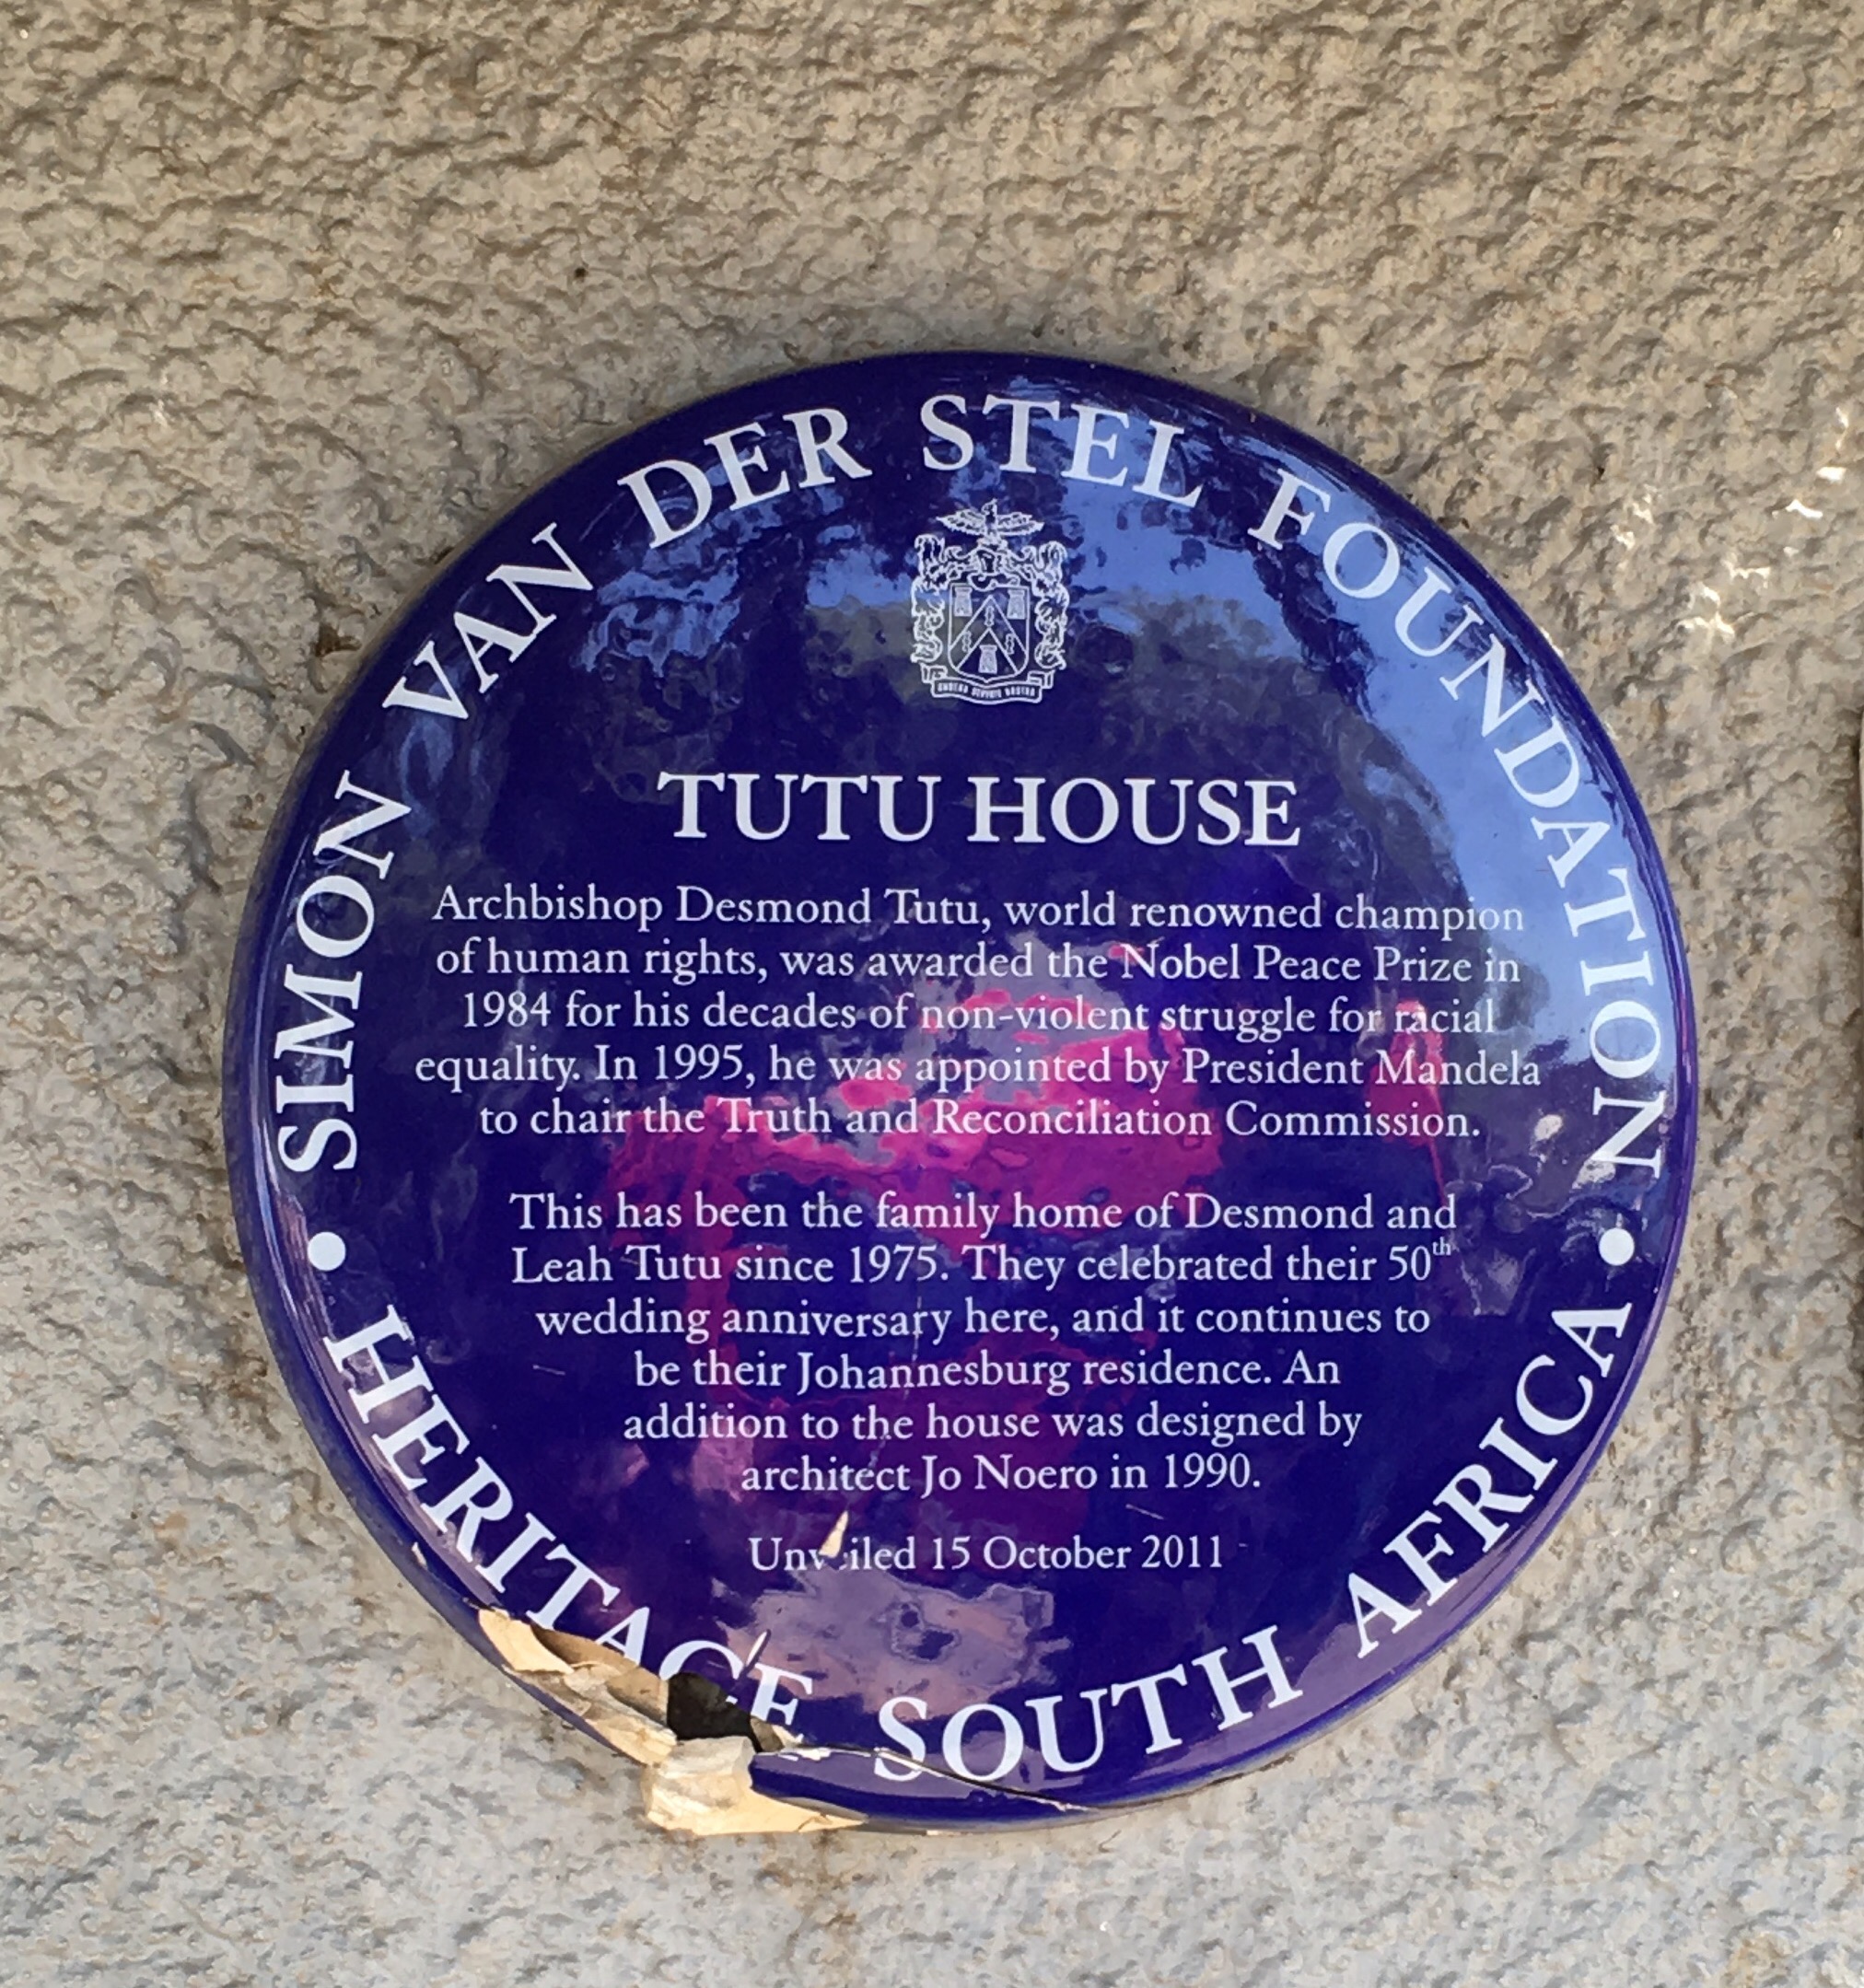 SIMON VAN DER STEL FOUNDATION
TUTU HOUSE
Archbishop Desmond Tutu, world renowned champion
of human rights, was awarded the Nobel Peace Prize in
1984 for his decades of non-violent struggle for racial
equality. In 1995, he was appointed by President Mandela
to chair the Truth and Reconciliation Commission.
This has been the family home of Desmond and
Leah Tutu since 1975. They celebrated their 50th
wedding anniversary here, and it continues to
be their Johannesburg residence. An
addition to the house was designed by
architect Jo Noero in 1990.
Unveiled 15 October 2011
• HERITAGE SOUTH AFRICA •